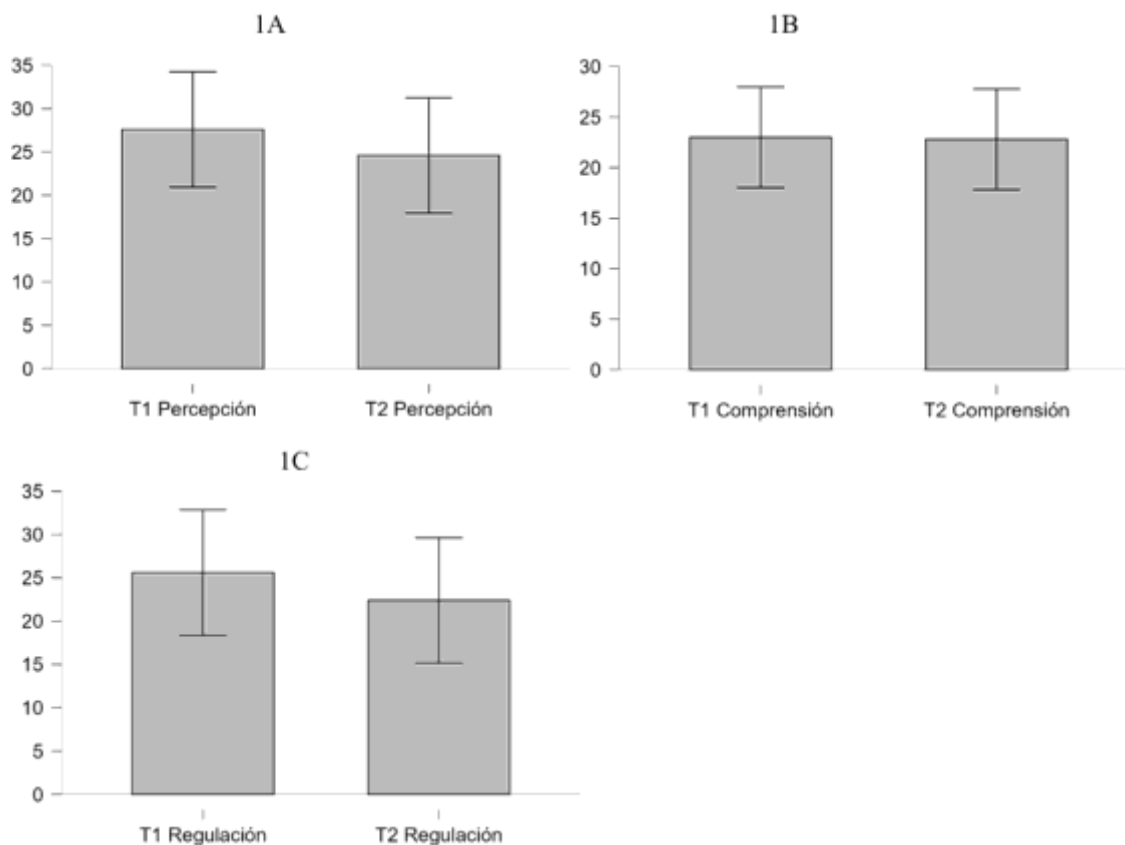 1A
35
30
25
20
15
10
5
0
T1 Percepción
T2 Percepción
1B
30
25
20
15
10
5
0
T1 Comprensión
T2 Comprensión
1C
35
30
25
20
15
10
5
0
T1 Regulación
T2 Regulación